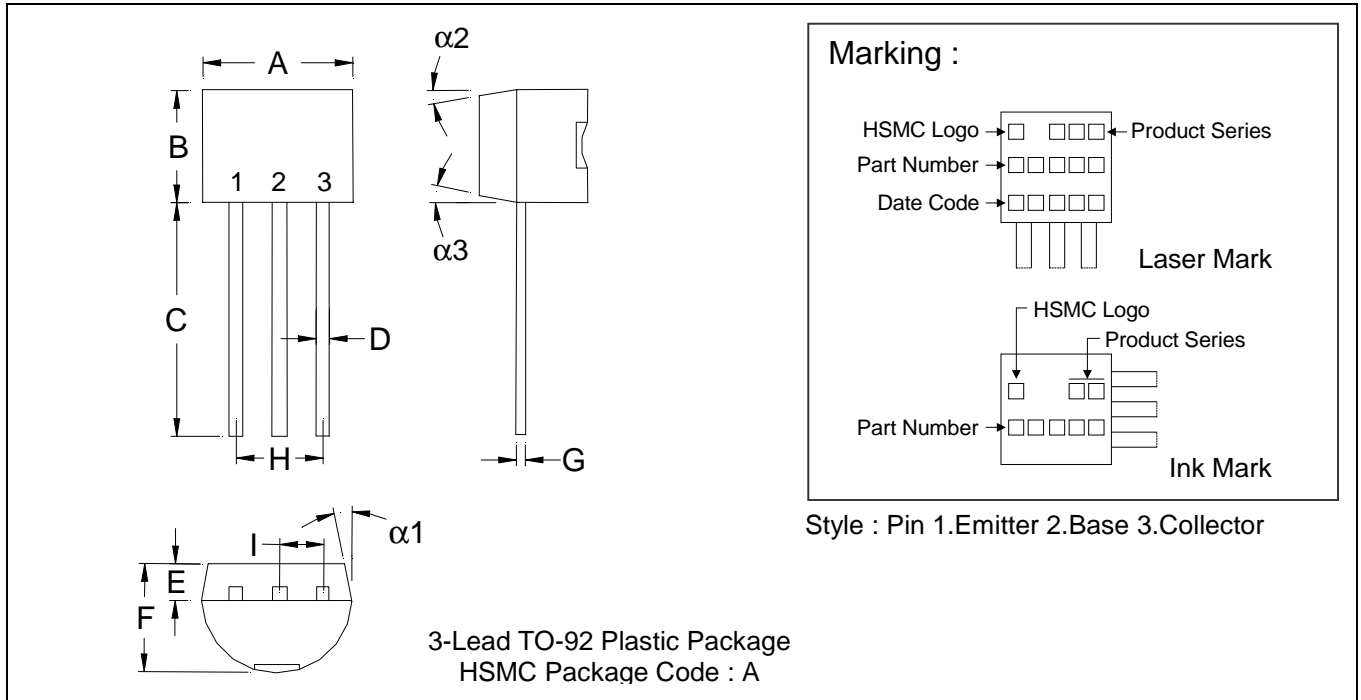 α2
A
B
1 2 3
α3
C
D
H
G
α1
I
E
F
3-Lead TO-92 Plastic Package
HSMC Package Code : A
Marking :
HSMC Logo
Product Series
Part Number
Date Code
Laser Mark
HSMC Logo
Product Series
Part Number
Ink Mark
Style : Pin 1.Emitter 2.Base 3.Collector